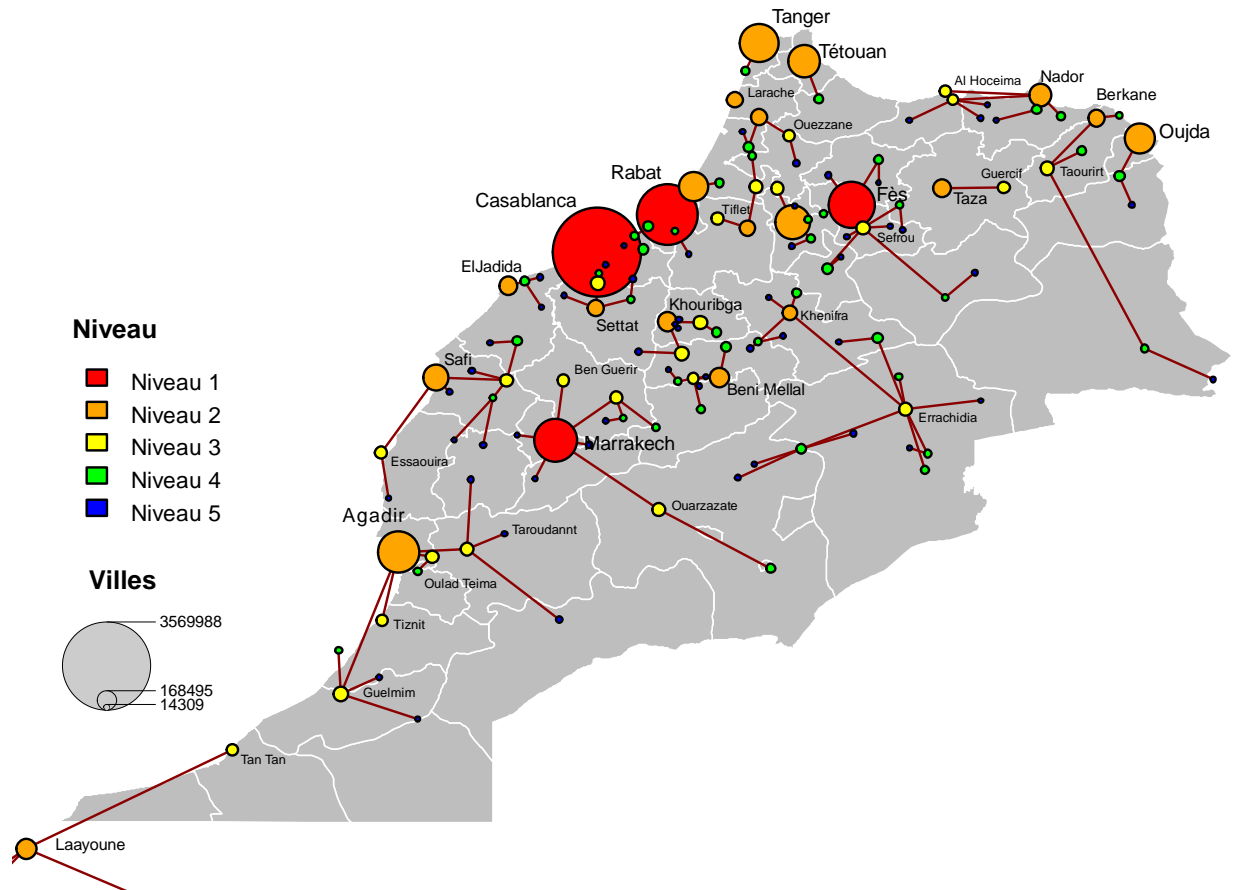 Tanger
Tétouan
Al Hoceima
Nador
Larache
Berkane
Ouezzane
Oujda
Rabat
Guercif
Taourirt
Casablanca
Fès
Taza
Tiflet
Sefrou
ElJadida
Khouribga
Settat
Khenifra
Niveau
Safi
Ben Guerir
Niveau 1
Beni Mellal
Niveau 2
Errachidia
Niveau 3
Marrakech
Essaouira
Niveau 4
Niveau 5
Ouarzazate
Agadir
Taroudannt
Villes
Oulad Teima
3569988
Tiznit
168495
14309
Guelmim
Tan Tan
Laayoune